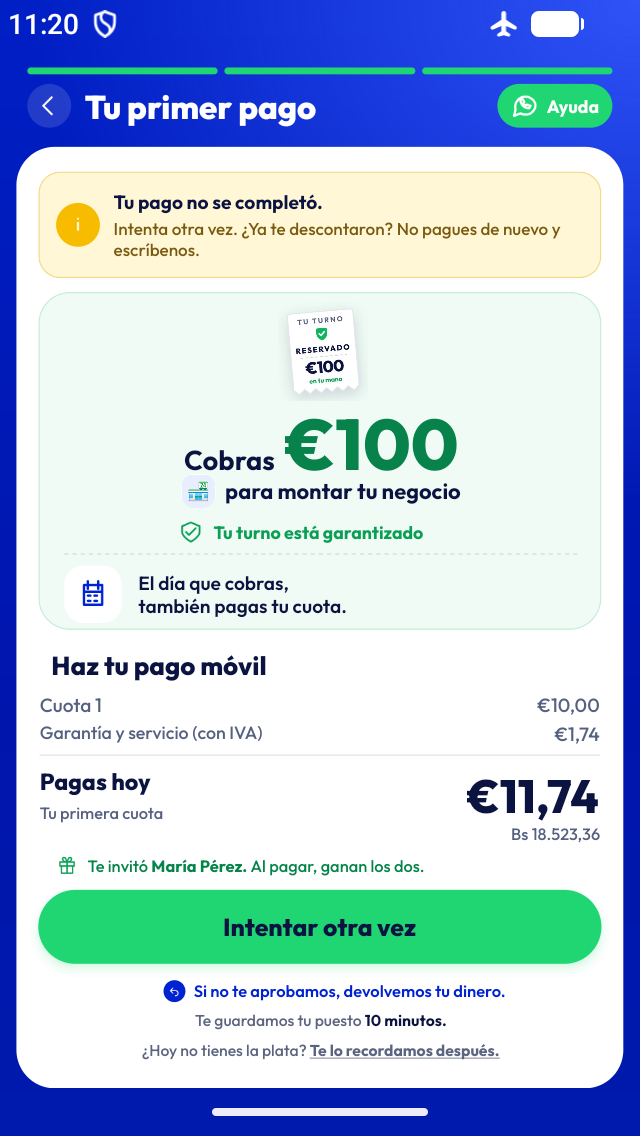 11:20
Tu primer pago
Ayuda
Tu pago no se completó.
Intenta otra vez. ¿Ya te descontaron? No pagues de nuevo y
escríbenos.
TU TURNO
RESERVADO
€100
en tu mano
Cobras €100
para montar tu negocio
Tu turno está garantizado
El día que cobras,
también pagas tu cuota.
Haz tu pago móvil
Cuota 1 €10,00
Garantía y servicio (con IVA) €1,74
Pagas hoy €11,74
Tu primera cuota
Bs 18.523,36
Te invitó María Pérez. Al pagar, ganan los dos.
Intentar otra vez
Si no te aprobamos, devolvemos tu dinero.
Te guardamos tu puesto 10 minutos.
¿Hoy no tienes la plata? Te lo recordamos después.